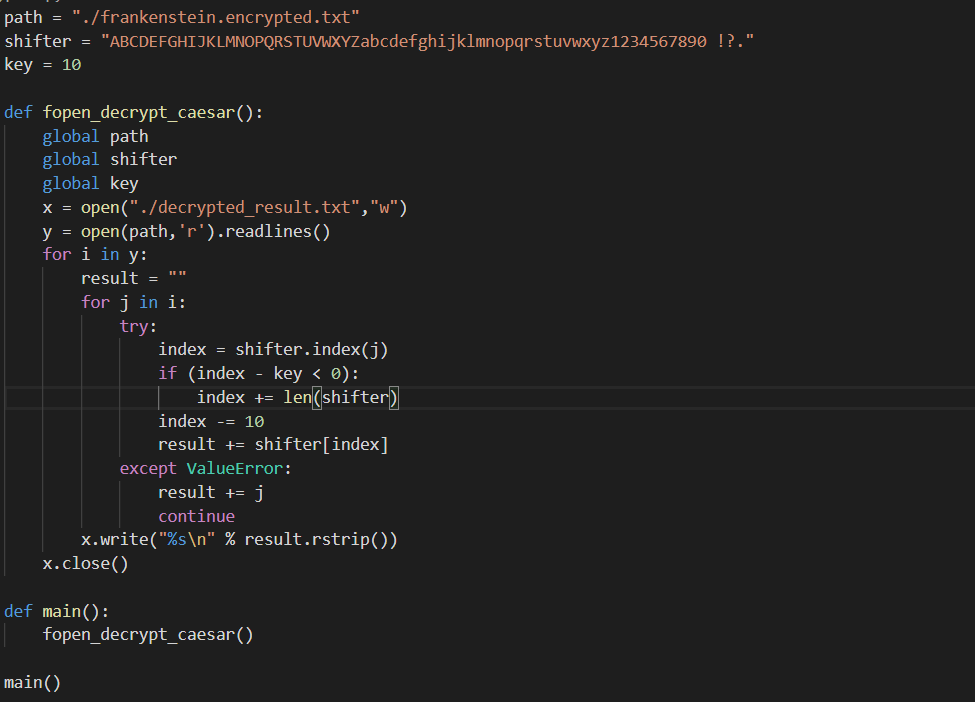 path = "./frankenstein.encrypted.txt"
shifter = "ABCDEFGHIJKLMNOPQRSTUVWXYZabcdefghijklmnopqrstuvwxyz1234567890 !?."
key = 10

def fopen_decrypt_caesar():
    global path
    global shifter
    global key
    x = open("./decrypted_result.txt","w")
    y = open(path,'r').readlines()
    for i in y:
        result = ""
        for j in i:
            try:
                index = shifter.index(j)
                if (index - key < 0):
                    index += len(shifter)
                index -= 10
                result += shifter[index]
            except ValueError:
                result += j
                continue
        x.write("%s\n" % result.rstrip())
    x.close()

def main():
    fopen_decrypt_caesar()

main()